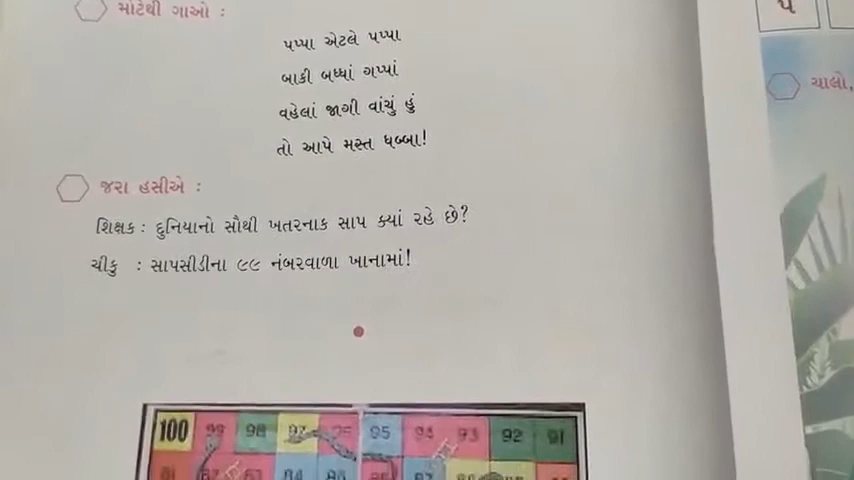 મોટેથી ગાઓ :
પપ્પા એટલે પપ્પા
બાકી બધ્ધાં ગપ્પાં
વહેલાં જાગી વાંચું હું
તો આપે મસ્ત ધબ્બા!
જરા હસીએ :
શિક્ષક : દુનિયાનો સૌથી ખતરનાક સાપ ક્યાં રહે છે?
ચીકુ : સાપસીડીના ૯૯ નંબરવાળા ખાનામાં!
100 99 98 97 95 94 93 92 91
પ
ચાલો,